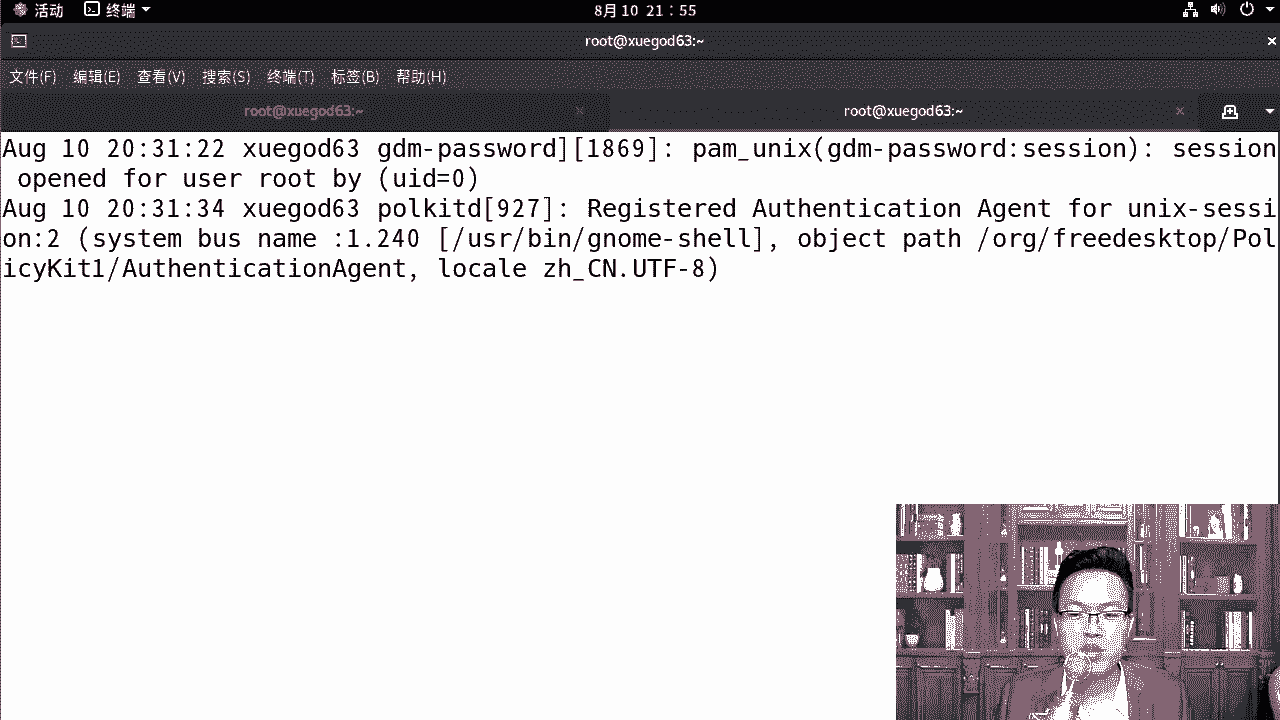 活动 终端 8月 10 21：55
root@xuegod63:~
文件(F) 编辑(E) 查看(V) 搜索(S) 终端(T) 标签(B) 帮助(H)
root@xuegod63:~ root@xuegod63:~
Aug 10 20:31:22 xuegod63 gdm-password][1869]: pam_unix(gdm-password:session): session
 opened for user root by (uid=0)
Aug 10 20:31:34 xuegod63 polkitd[927]: Registered Authentication Agent for unix-sessi
on:2 (system bus name :1.240 [/usr/bin/gnome-shell], object path /org/freedesktop/Pol
icyKit1/AuthenticationAgent, locale zh_CN.UTF-8)